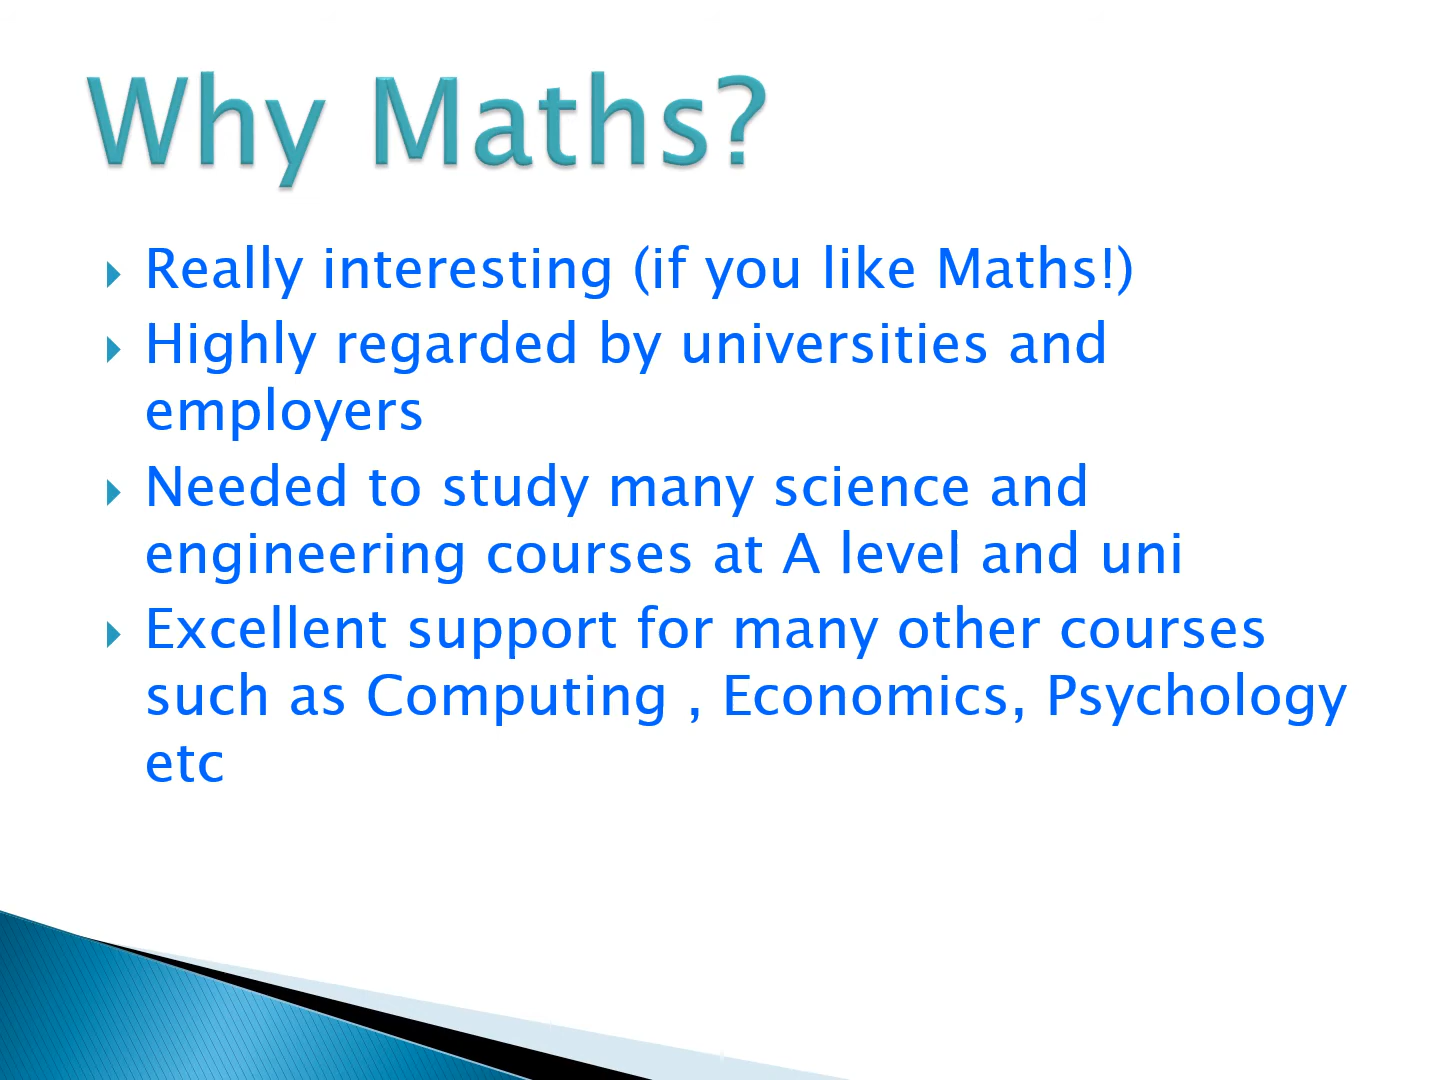 Why Maths?
Really interesting (if you like Maths!)
Highly regarded by universities and
employers
Needed to study many science and
engineering courses at A level and uni
Excellent support for many other courses
such as Computing , Economics, Psychology
etc